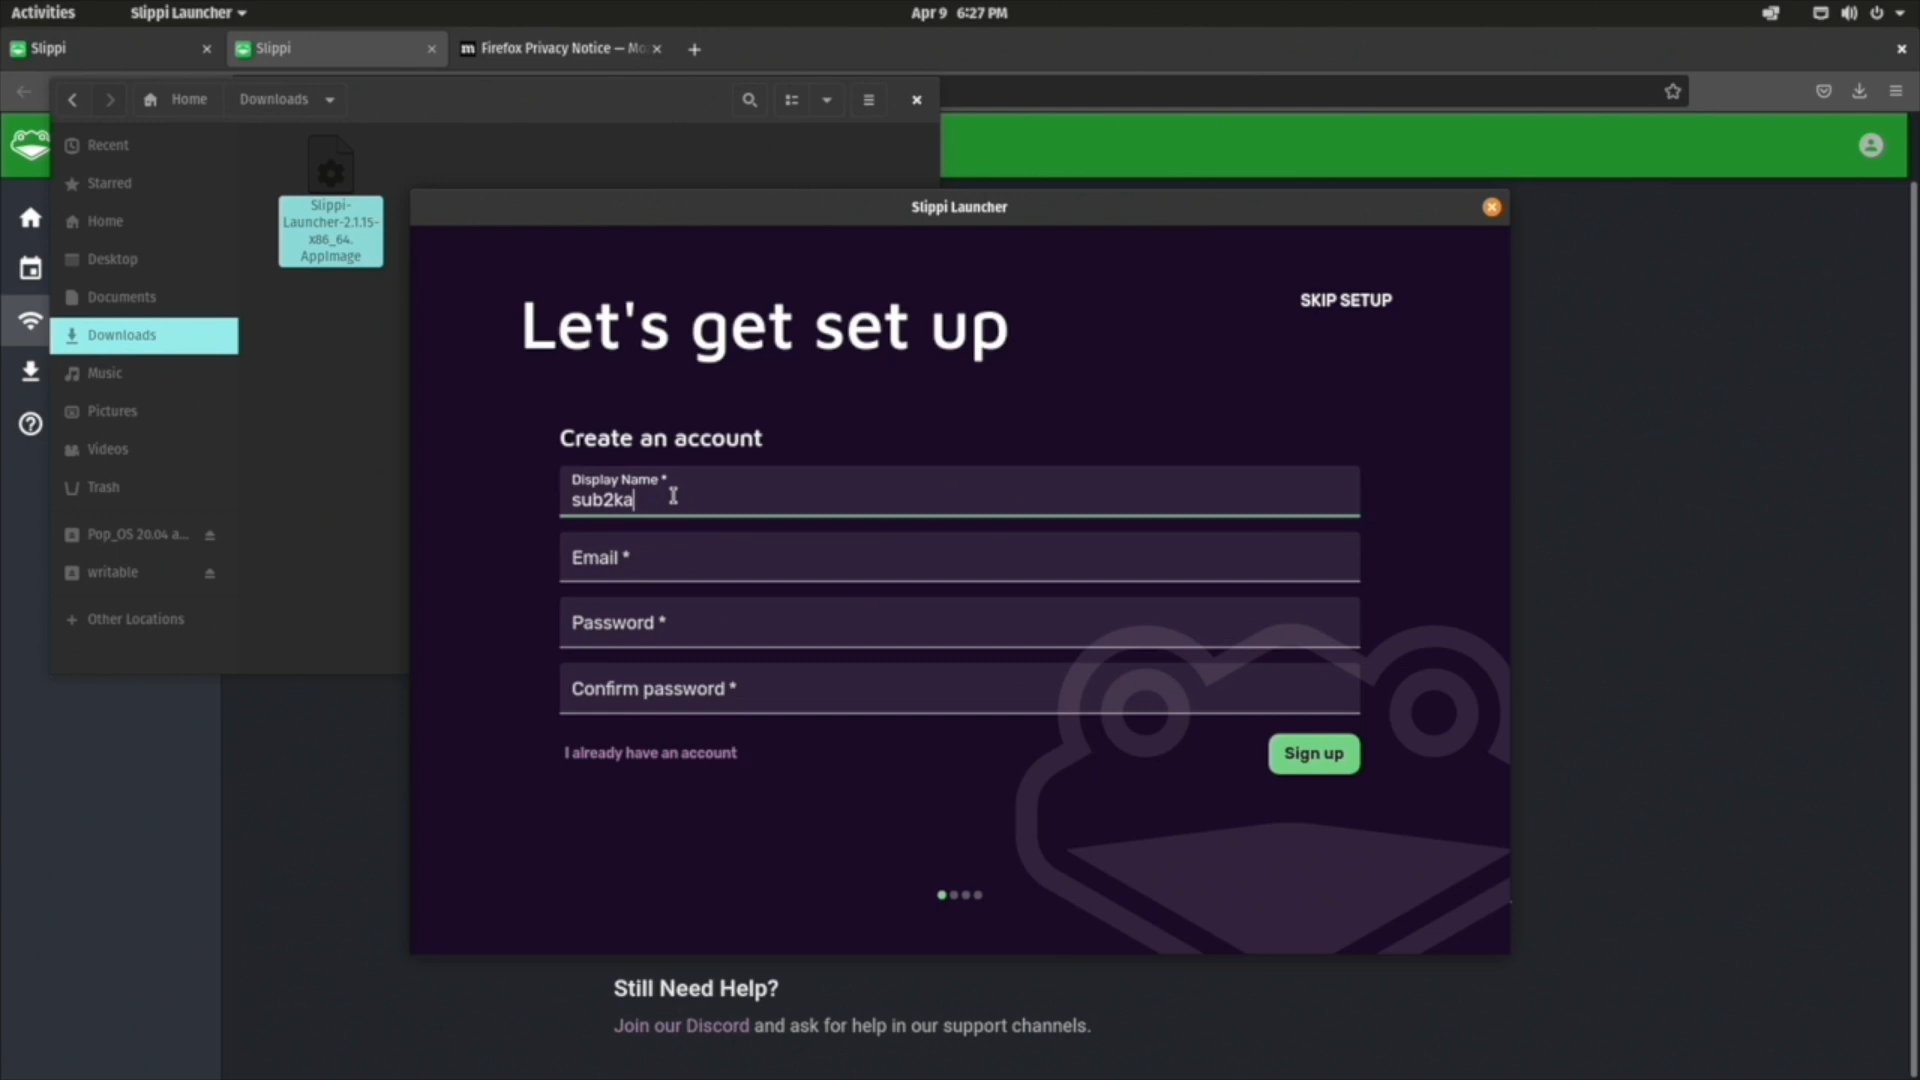 Activities
Slippi Launcher
Apr 9 6:27 PM
Slippi
Slippi
m Firefox Privacy Notice — Mo
Home
Downloads
Recent
Starred
Home
Desktop
Documents
Downloads
Music
Pictures
Videos
Trash
Pop_OS 20.04 a...
writable
Other Locations
Slippi-
Launcher-2.1.15-
x86_64.
AppImage
Slippi Launcher
SKIP SETUP
Let's get set up
Create an account
Display Name *
sub2ka
Email *
Password *
Confirm password *
I already have an account
Sign up
Still Need Help?
Join our Discord and ask for help in our support channels.